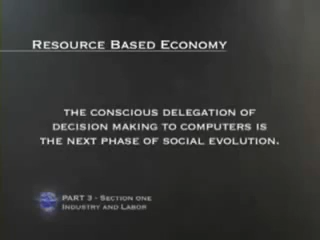 RESOURCE BASED ECONOMY
THE CONSCIOUS DELEGATION OF
DECISION MAKING TO COMPUTERS IS
THE NEXT PHASE OF SOCIAL EVOLUTION.
PART 3 - SECTION ONE
INDUSTRY AND LABOR